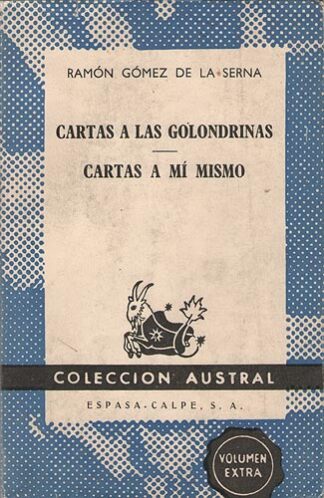 RAMÓN GÓMEZ DE LA SERNA
CARTAS A LAS GOLONDRINAS
CARTAS A MÍ MISMO
COLECCION AUSTRAL
ESPASA-CALPE, S. A.
VOLUMEN
EXTRA